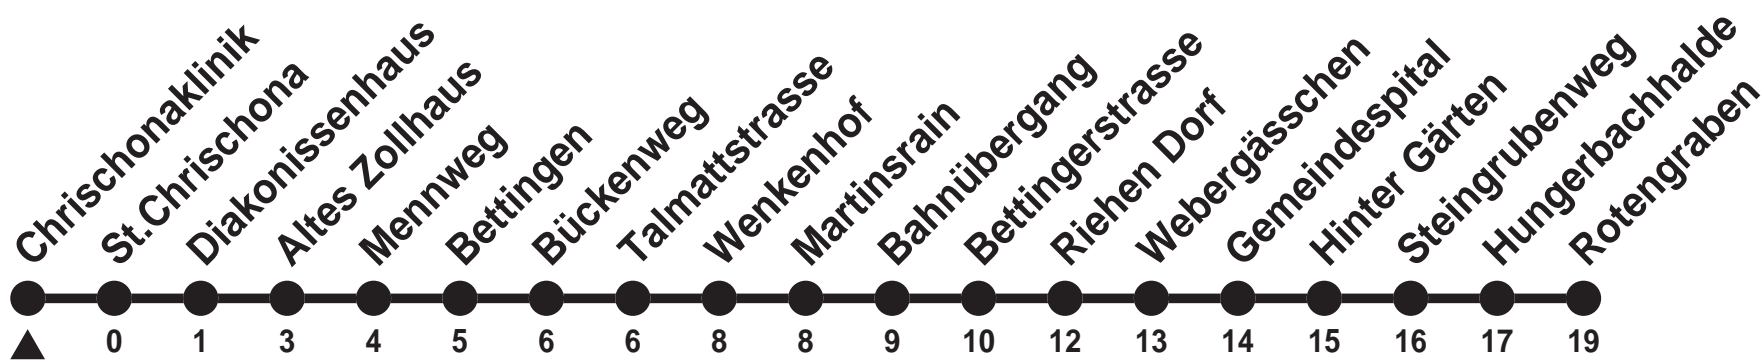 Chrischonaklinik
St.Chrischona
Diakonissenhaus
Altes Zollhaus
Mennweg
Bettingen
Bückenweg
Talmattstrasse
Wenkenhof
Martinsrain
Bahnübergang
Bettingerstrasse
Riehen Dorf
Webergässchen
Gemeindespital
Hinter Gärten
Steingrubenweg
Hungerbachhalde
Rotengraben
0 1 3 4 5 6 6 8 8 9 10 12 13 14 15 16 17 19